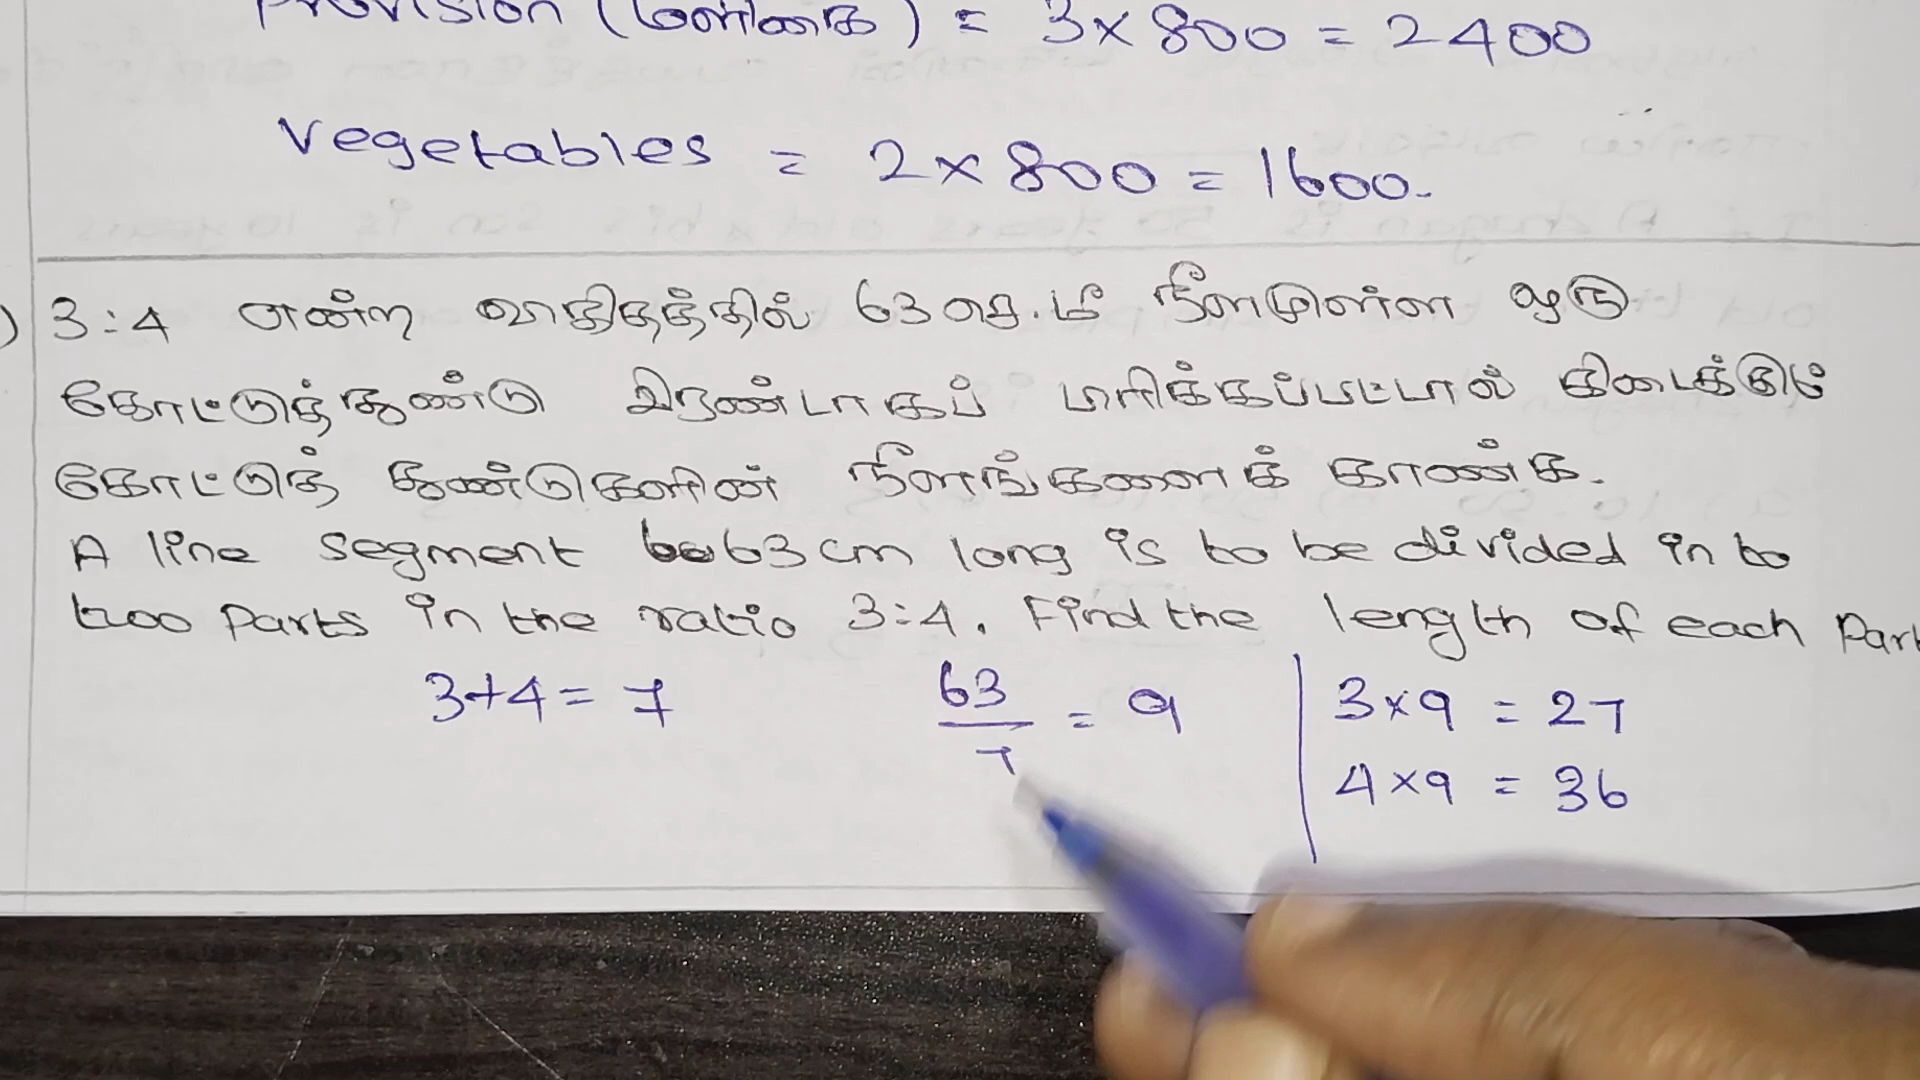 Provision (மளிகை) = 3 × 800 = 2400
Vegetables = 2 × 800 = 1600.
) 3:4 என்ற விகிதத்தில் 63 செ.மீ நீளமுள்ள ஒரு
கோட்டுத்துண்டு இரண்டாகப் பிரிக்கப்பட்டால் கிடைக்கும்
கோட்டுத் துண்டுகளின் நீளங்களைக் காண்க.
A line segment 63 cm long is to be divided in to
two parts in the ratio 3:4. Find the length of each Part
3+4 = 7
63/7 = 9
3×9 = 27
4×9 = 36